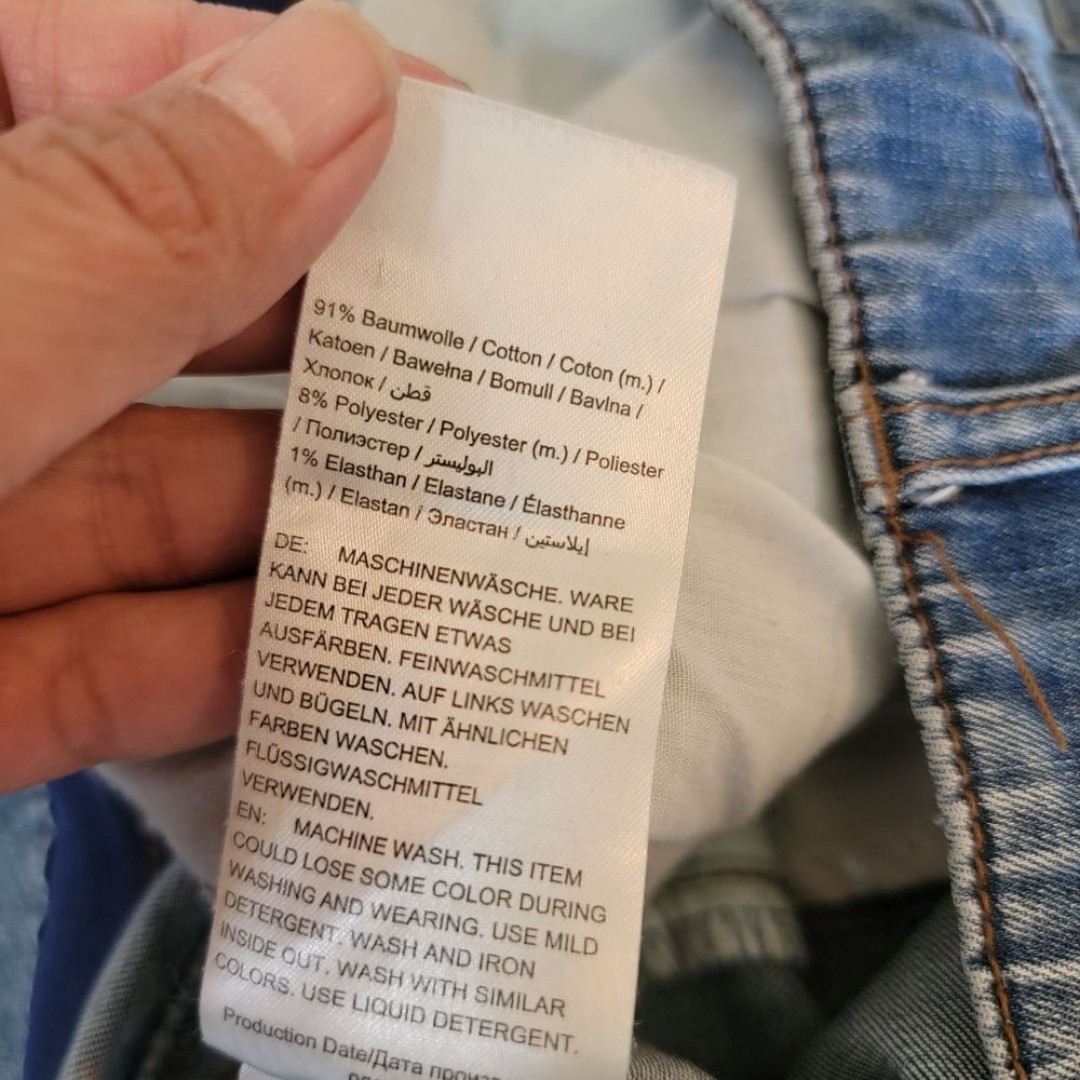 91% Baumwolle / Cotton / Coton (m.) /
Katoen / Bawełna / Bomull / Bavlna /
Хлопок / قطن
8% Polyester / Polyester (m.) / Poliester
/ Полиэстер / البوليستر
1% Elasthan / Elastane / Élasthanne
(m.) / Elastan / Эластан / إيلاستين
DE: MASCHINENWÄSCHE. WARE
KANN BEI JEDER WÄSCHE UND BEI
JEDEM TRAGEN ETWAS
AUSFÄRBEN. FEINWASCHMITTEL
VERWENDEN. AUF LINKS WASCHEN
UND BÜGELN. MIT ÄHNLICHEN
FARBEN WASCHEN.
FLÜSSIGWASCHMITTEL
VERWENDEN.
EN: MACHINE WASH. THIS ITEM
COULD LOSE SOME COLOR DURING
WASHING AND WEARING. USE MILD
DETERGENT. WASH AND IRON
INSIDE OUT. WASH WITH SIMILAR
COLORS. USE LIQUID DETERGENT.
Production Date/Дата